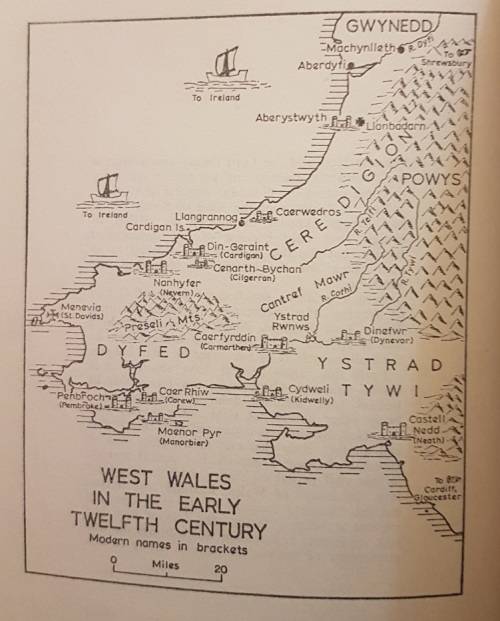 GWYNEDD
Machynlleth
R. Dyfi
Aberdyfi
To
Shrewsbury
To Ireland
Aberystwyth
Llanbadarn
CEREDIGION
POWYS
To Ireland
Llangrannog
Caerwedros
Cardigan Is.
R. Teifi
Din-Geraint
(Cardigan)
Cenarth-Bychan
(Cilgerran)
R. Tywi
Nanhyfer
(Nevern)
Cantref Mawr
R. Cothi
Menevia
(St. Davids)
Preseli Mts.
Ystrad
Rwnws
Caerfyrddin
(Carmarthen)
Dinefwr
(Dynevor)
DYFED
YSTRAD
TYWI
Penbroch
(Pembroke)
Caer Rhiw
(Carew)
Cydweli
(Kidwelly)
Maenor Pyr
(Manorbier)
Castell
Nedd
(Neath)
WEST WALES
IN THE EARLY
TWELFTH CENTURY
Modern names in brackets
To
Cardiff,
Gloucester
0 Miles 20